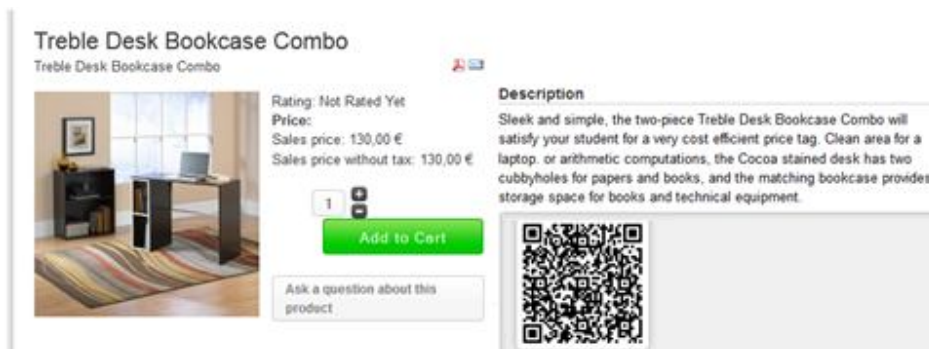 Treble Desk Bookcase Combo
Treble Desk Bookcase Combo
Rating: Not Rated Yet
Price:
Sales price: 130,00 €
Sales price without tax: 130,00 €
1
Add to Cart
Ask a question about this
product
Description
Sleek and simple, the two-piece Treble Desk Bookcase Combo will
satisfy your student for a very cost efficient price tag. Clean area for a
laptop. or arithmetic computations, the Cocoa stained desk has two
cubbyholes for papers and books, and the matching bookcase provides
storage space for books and technical equipment.